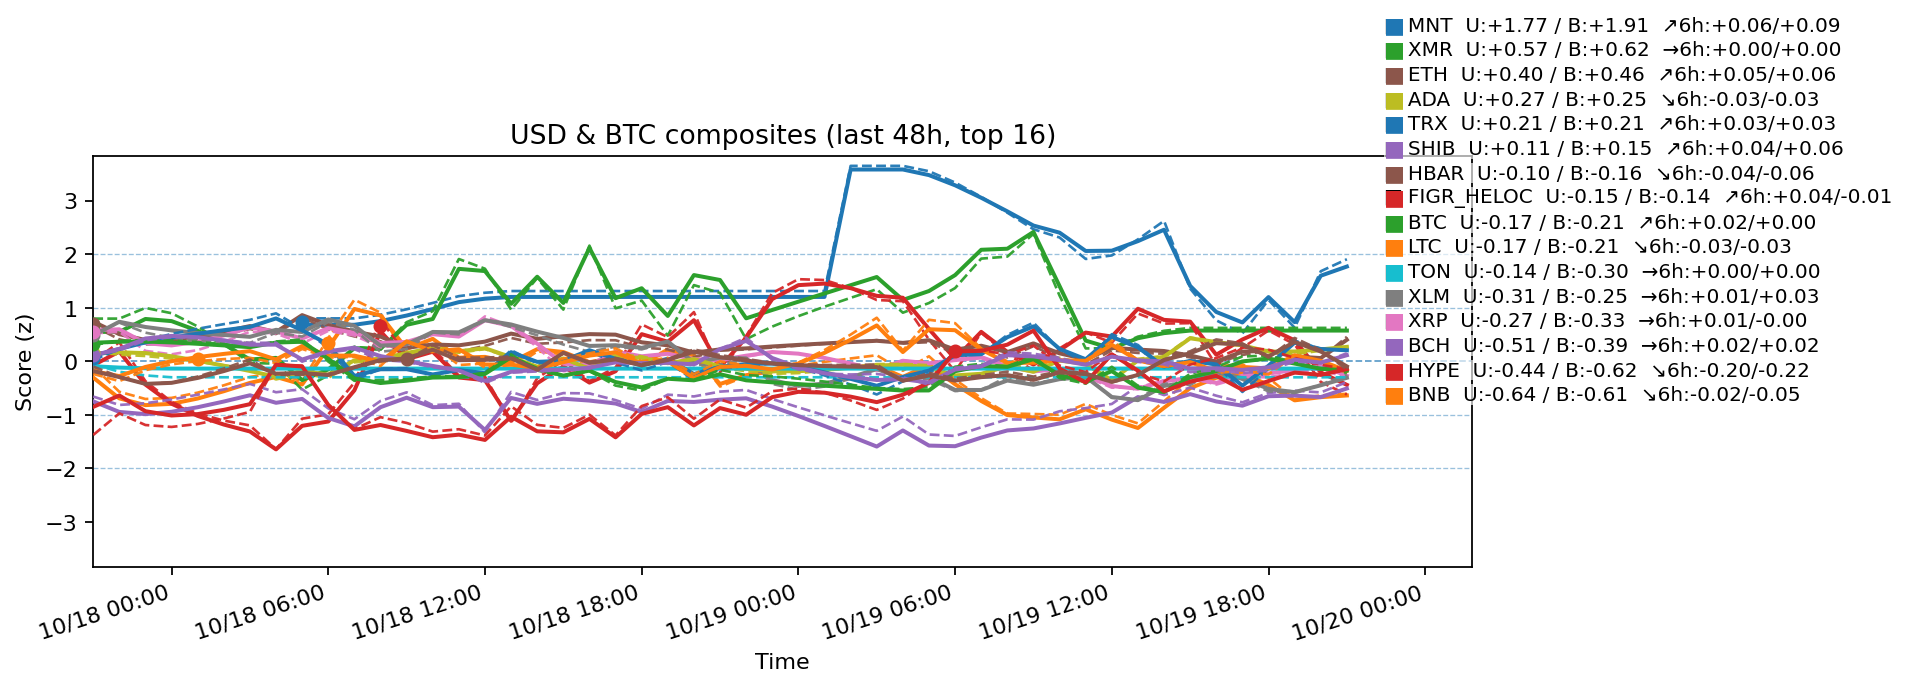 MNT  U:+1.77 / B:+1.91  ↗6h:+0.06/+0.09
XMR  U:+0.57 / B:+0.62  →6h:+0.00/+0.00
ETH  U:+0.40 / B:+0.46  ↗6h:+0.05/+0.06
ADA  U:+0.27 / B:+0.25  ↘6h:-0.03/-0.03
TRX  U:+0.21 / B:+0.21  ↗6h:+0.03/+0.03
SHIB  U:+0.11 / B:+0.15  ↗6h:+0.04/+0.06
HBAR  U:-0.10 / B:-0.16  ↘6h:-0.04/-0.06
FIGR_HELOC  U:-0.15 / B:-0.14  ↗6h:+0.04/-0.01
BTC  U:-0.17 / B:-0.21  ↗6h:+0.02/+0.00
LTC  U:-0.17 / B:-0.21  ↘6h:-0.03/-0.03
TON  U:-0.14 / B:-0.30  →6h:+0.00/+0.00
XLM  U:-0.31 / B:-0.25  →6h:+0.01/+0.03
XRP  U:-0.27 / B:-0.33  →6h:+0.01/-0.00
BCH  U:-0.51 / B:-0.39  →6h:+0.02/+0.02
HYPE  U:-0.44 / B:-0.62  ↘6h:-0.20/-0.22
BNB  U:-0.64 / B:-0.61  ↘6h:-0.02/-0.05
USD & BTC composites (last 48h, top 16)
Score (z)
3
2
1
0
−1
−2
−3
10/18 00:00
10/18 06:00
10/18 12:00
10/18 18:00
10/19 00:00
10/19 06:00
10/19 12:00
10/19 18:00
10/20 00:00
Time